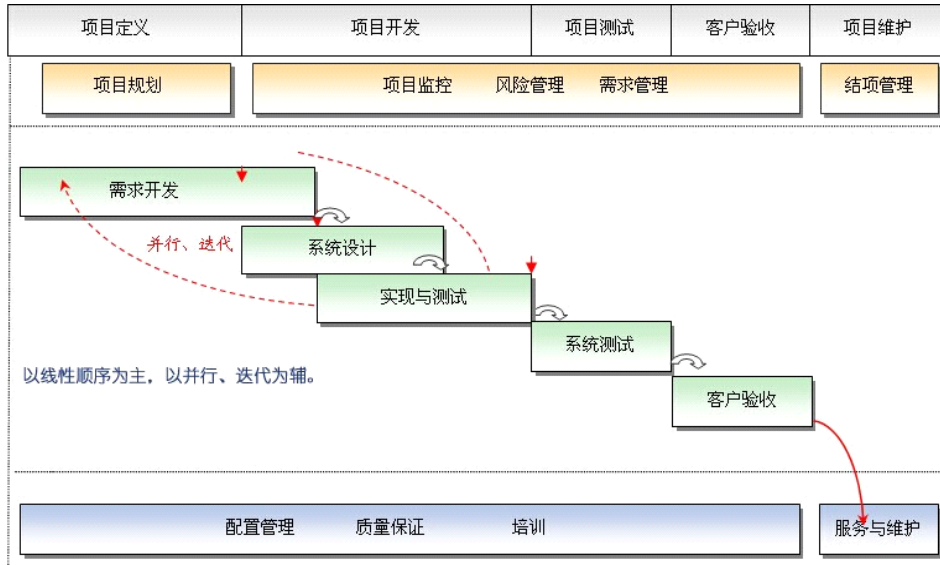 项目定义 项目开发 项目测试 客户验收 项目维护
项目规划 项目监控 风险管理 需求管理 结项管理
需求开发
并行、迭代 系统设计
实现与测试
系统测试
以线性顺序为主，以并行、迭代为辅。
客户验收
配置管理 质量保证 培训 服务与维护